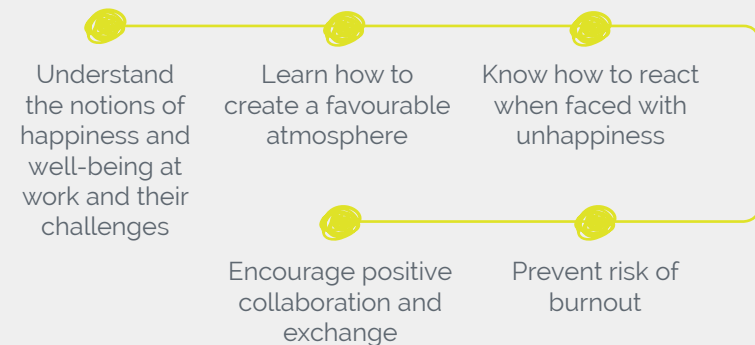 Understand
the notions of
happiness and
well-being at
work and their
challenges
Learn how to
create a favourable
atmosphere
Know how to react
when faced with
unhappiness
Prevent risk of
burnout
Encourage positive
collaboration and
exchange